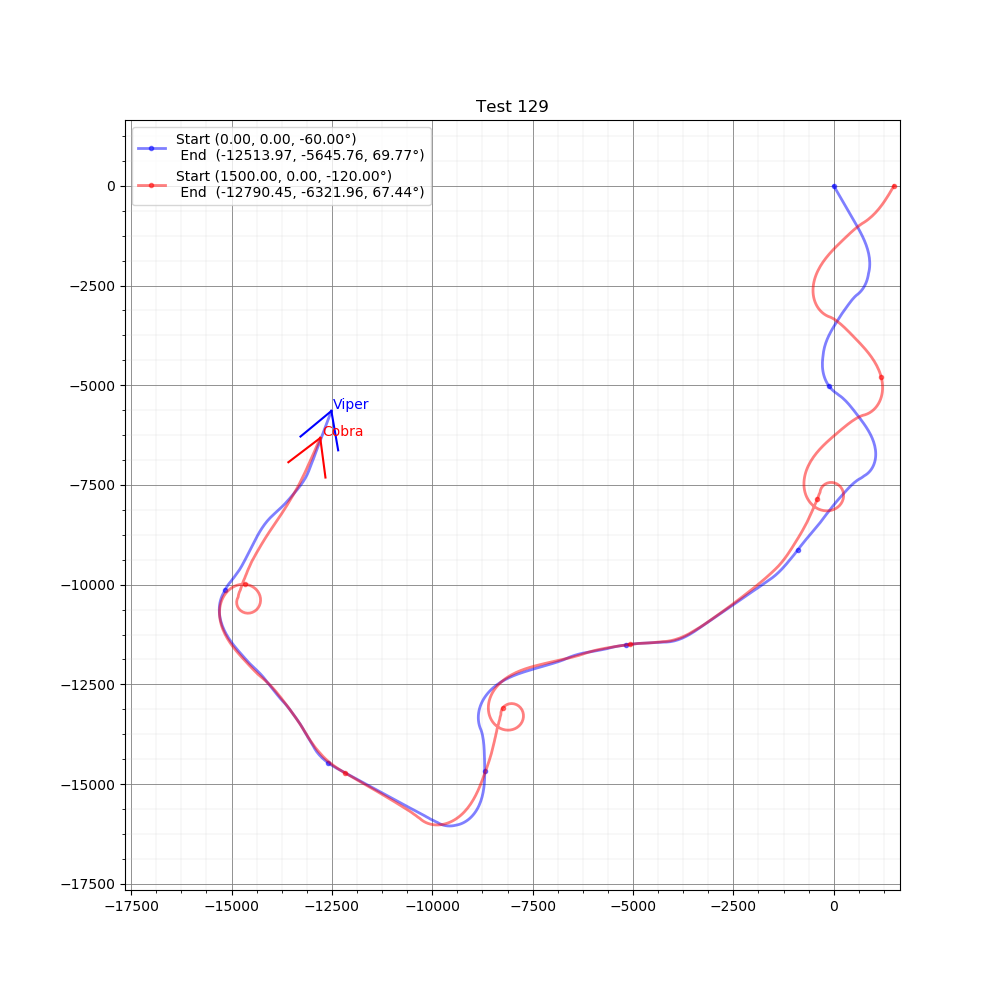 Test 129
Start (0.00, 0.00, -60.00°)
End (-12513.97, -5645.76, 69.77°)
Start (1500.00, 0.00, -120.00°)
End (-12790.45, -6321.96, 67.44°)
0
−2500
−5000
−7500
−10000
−12500
−15000
−17500
Viper
Cobra
−17500 −15000 −12500 −10000 −7500 −5000 −2500 0